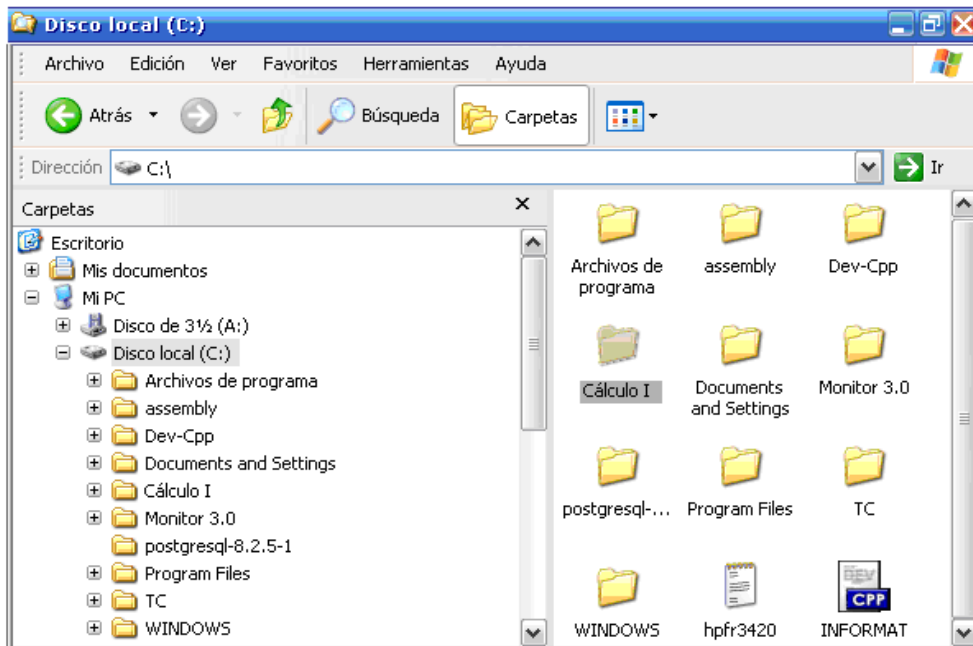 Disco local (C:)
Archivo Edición Ver Favoritos Herramientas Ayuda
Atrás Búsqueda Carpetas
Dirección C:\ Ir
Carpetas
Escritorio
Mis documentos
Mi PC
Disco de 3½ (A:)
Disco local (C:)
Archivos de programa
assembly
Dev-Cpp
Documents and Settings
Cálculo I
Monitor 3.0
postgresql-8.2.5-1
Program Files
TC
WINDOWS
Archivos de
programa
assembly
Dev-Cpp
Cálculo I
Documents
and Settings
Monitor 3.0
postgresql-...
Program Files
TC
WINDOWS
hpfr3420
DEV
CPP
INFORMAT